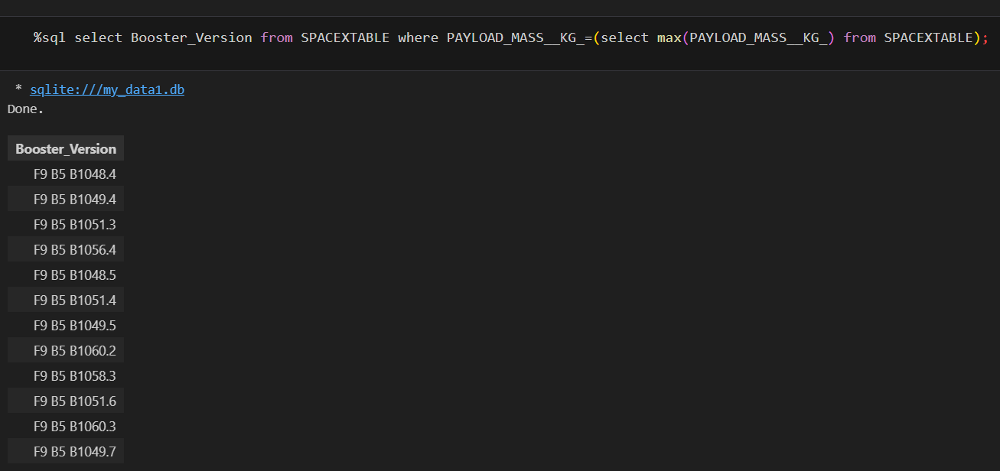 %sql select Booster_Version from SPACEXTABLE where PAYLOAD_MASS__KG_=(select max(PAYLOAD_MASS__KG_) from SPACEXTABLE);
* sqlite:///my_data1.db
Done.
Booster_Version
F9 B5 B1048.4
F9 B5 B1049.4
F9 B5 B1051.3
F9 B5 B1056.4
F9 B5 B1048.5
F9 B5 B1051.4
F9 B5 B1049.5
F9 B5 B1060.2
F9 B5 B1058.3
F9 B5 B1051.6
F9 B5 B1060.3
F9 B5 B1049.7